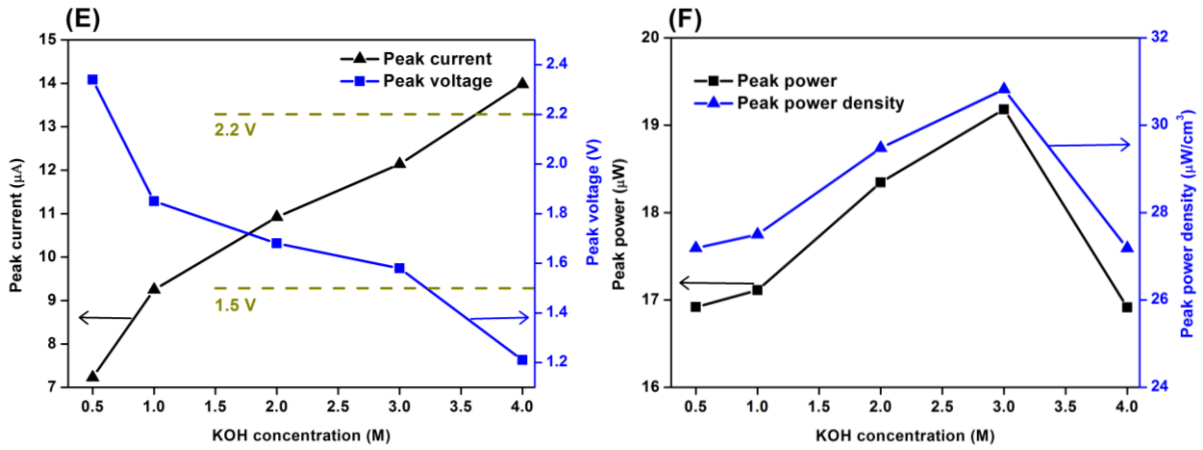 (E)
Peak current
Peak voltage
2.2 V
1.5 V
15
14
13
12
11
10
9
8
7
Peak current (μA)
2.4
2.2
2.0
1.8
1.6
1.5
1.4
1.2
Peak voltage (V)
0.5 1.0 1.5 2.0 2.5 3.0 3.5 4.0
KOH concentration (M)
(F)
Peak power
Peak power density
20
19
18
17
16
Peak power (μW)
32
30
28
26
24
Peak power density (μW/cm³)
0.5 1.0 1.5 2.0 2.5 3.0 3.5 4.0
KOH concentration (M)